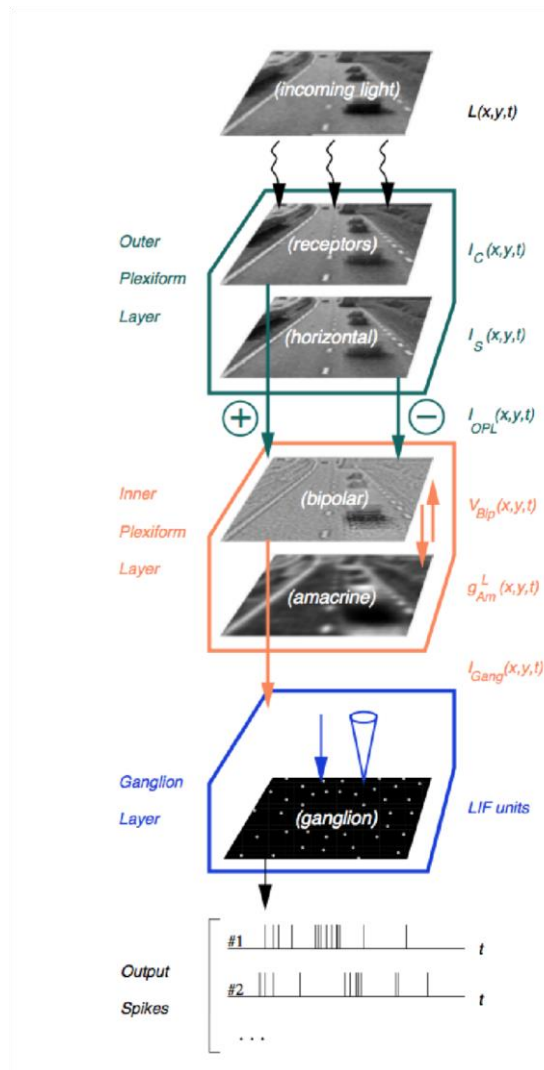 (incoming light)
L(x,y,t)
Outer
Plexiform
Layer
(receptors)
I_C(x,y,t)
(horizontal)
I_S(x,y,t)
+
−
I_OPL(x,y,t)
Inner
Plexiform
Layer
(bipolar)
V_Bip(x,y,t)
(amacrine)
g_Am^L(x,y,t)
I_Gang(x,y,t)
Ganglion
Layer
(ganglion)
LIF units
Output
Spikes
#1
t
#2
t
. . .